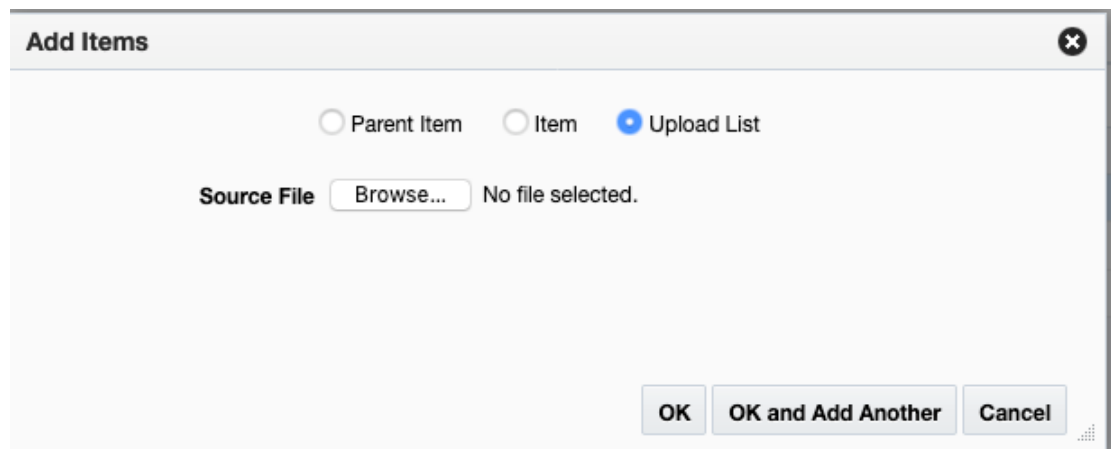 Add Items
Parent Item Item Upload List
Source File Browse... No file selected.
OK OK and Add Another Cancel